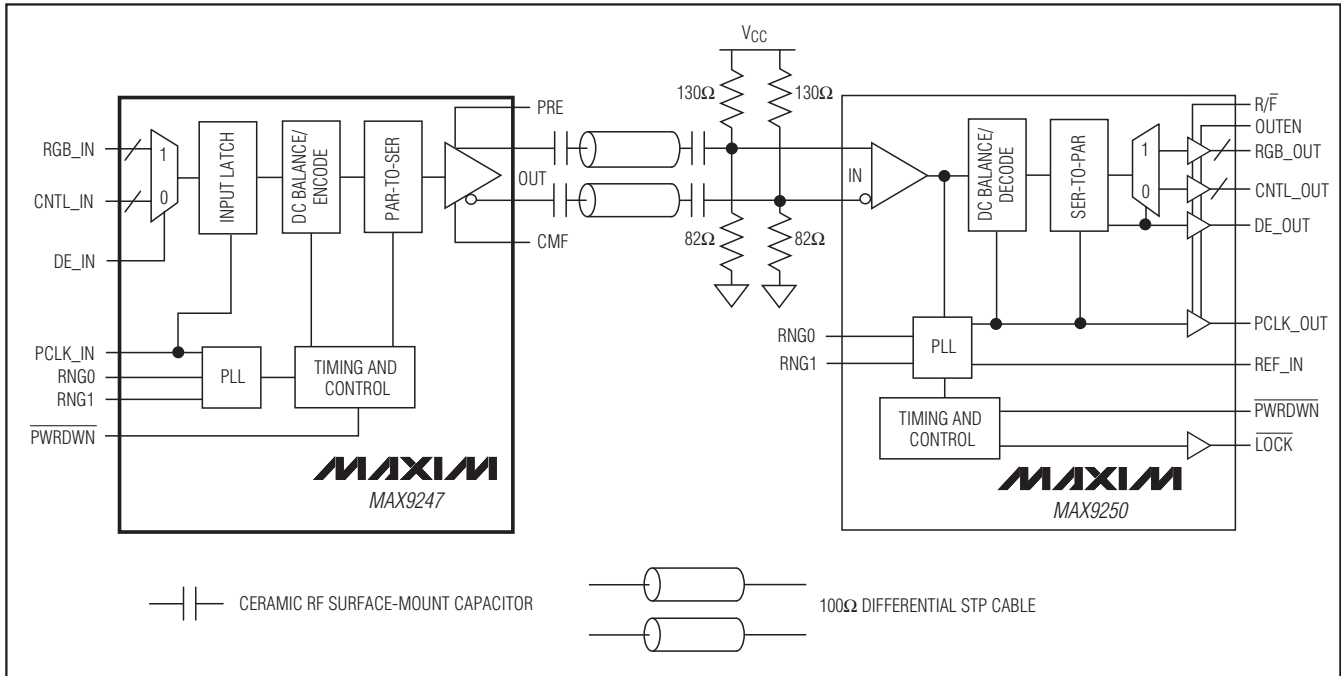 VCC
130Ω
130Ω
PRE
R/F̅
OUTEN
RGB_IN
1
INPUT LATCH
DC BALANCE/
ENCODE
PAR-TO-SER
OUT
IN
DC BALANCE/
DECODE
SER-TO-PAR
1
RGB_OUT
CNTL_IN
0
0
CNTL_OUT
DE_IN
CMF
82Ω
82Ω
DE_OUT
PCLK_IN
RNG0
RNG1
PLL
TIMING AND
CONTROL
P̅W̅R̅D̅W̅N̅
RNG0
RNG1
PLL
PCLK_OUT
REF_IN
TIMING AND
CONTROL
P̅W̅R̅D̅W̅N̅
L̅O̅C̅K̅
MAXIM
MAX9247
MAXIM
MAX9250
CERAMIC RF SURFACE-MOUNT CAPACITOR
100Ω DIFFERENTIAL STP CABLE